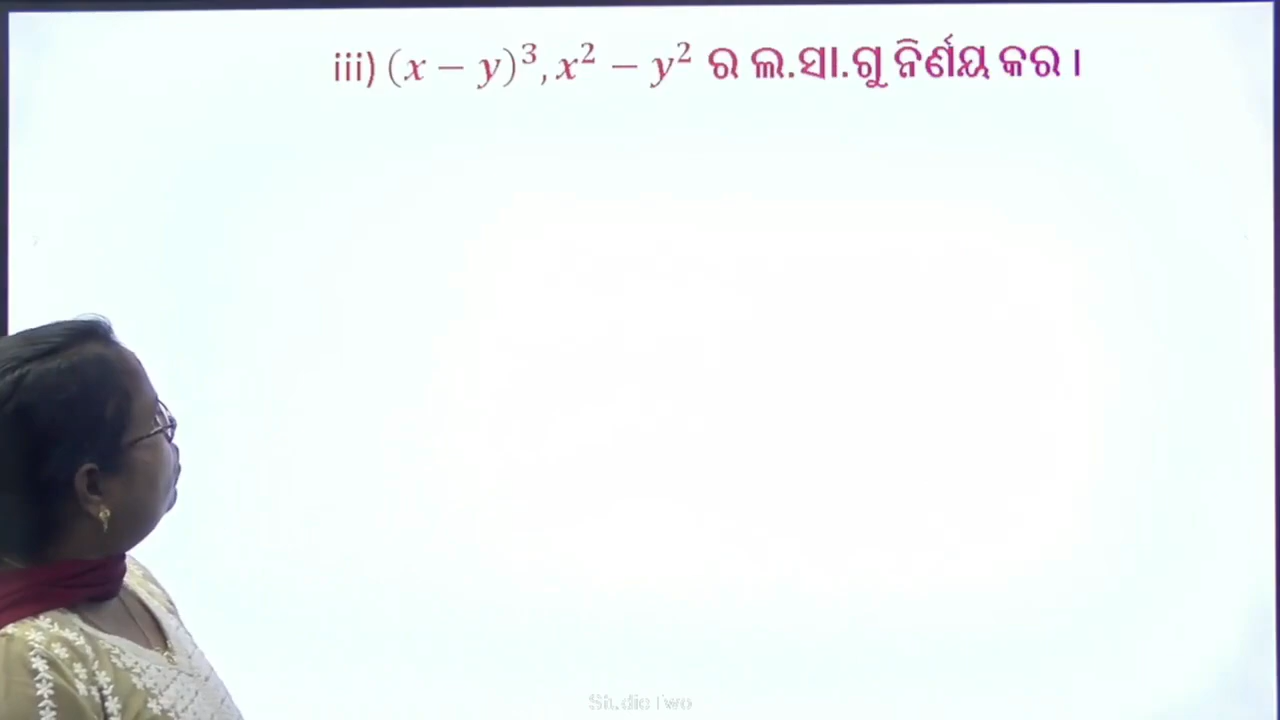 iii) (x − y)³, x² − y² ର ଲ.ସା.ଗୁ ନିର୍ଣୟ କର ।